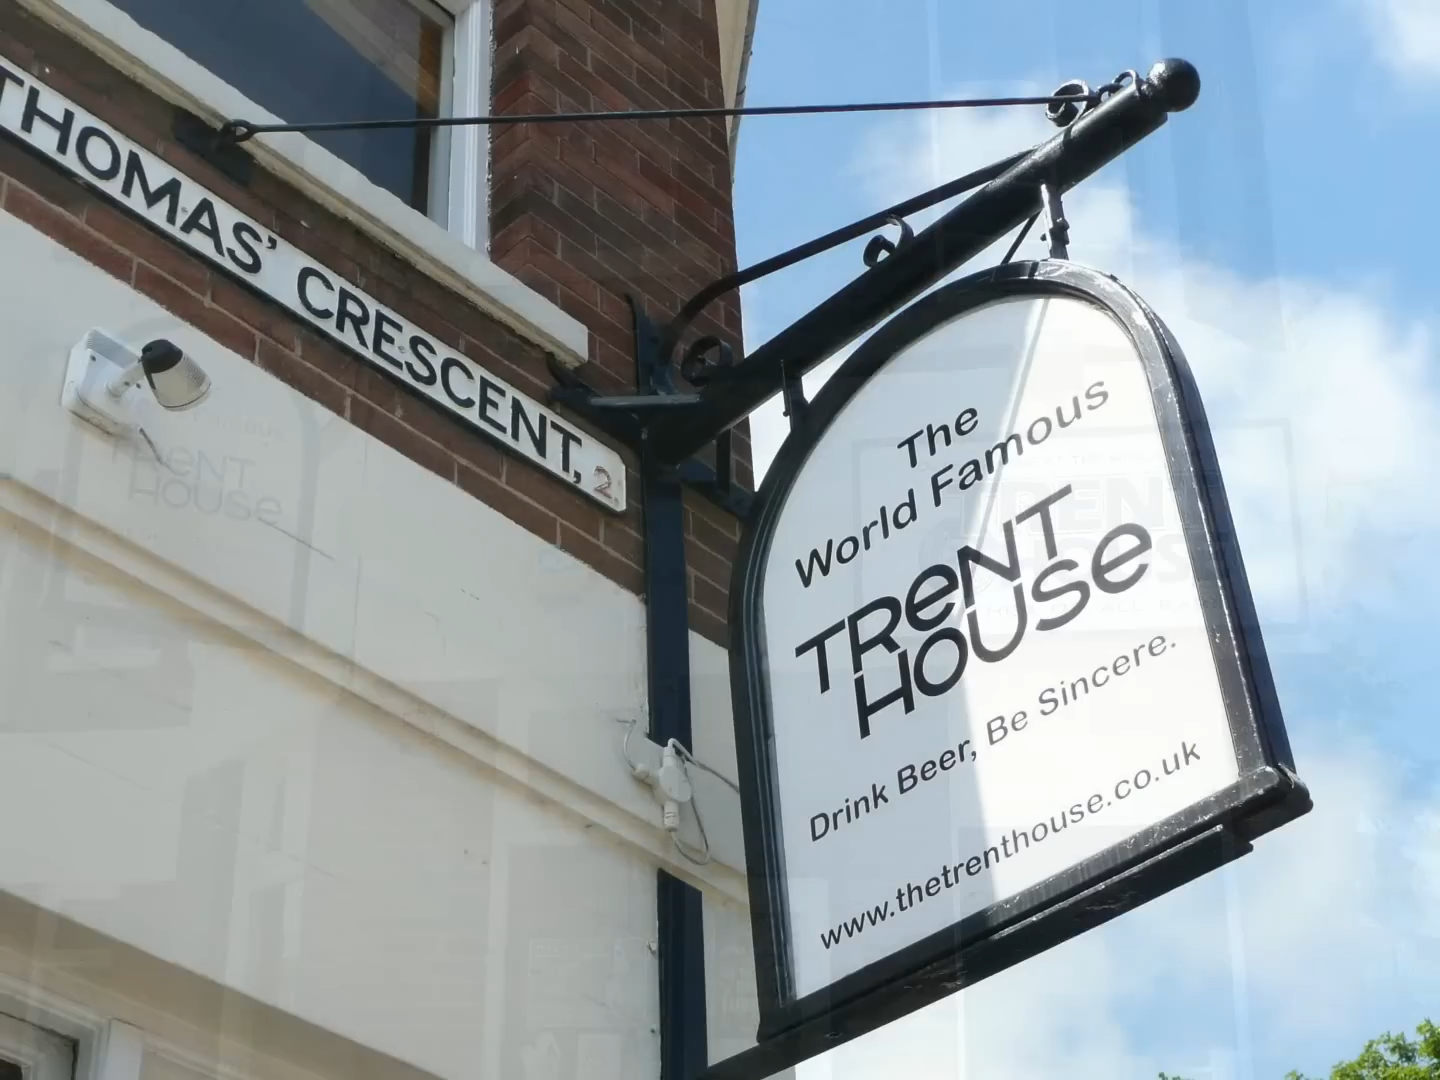 THOMAS' CRESCENT, 2.
The
World Famous
TReNT
HOUSe
Drink Beer, Be Sincere.
www.thetrenthouse.co.uk